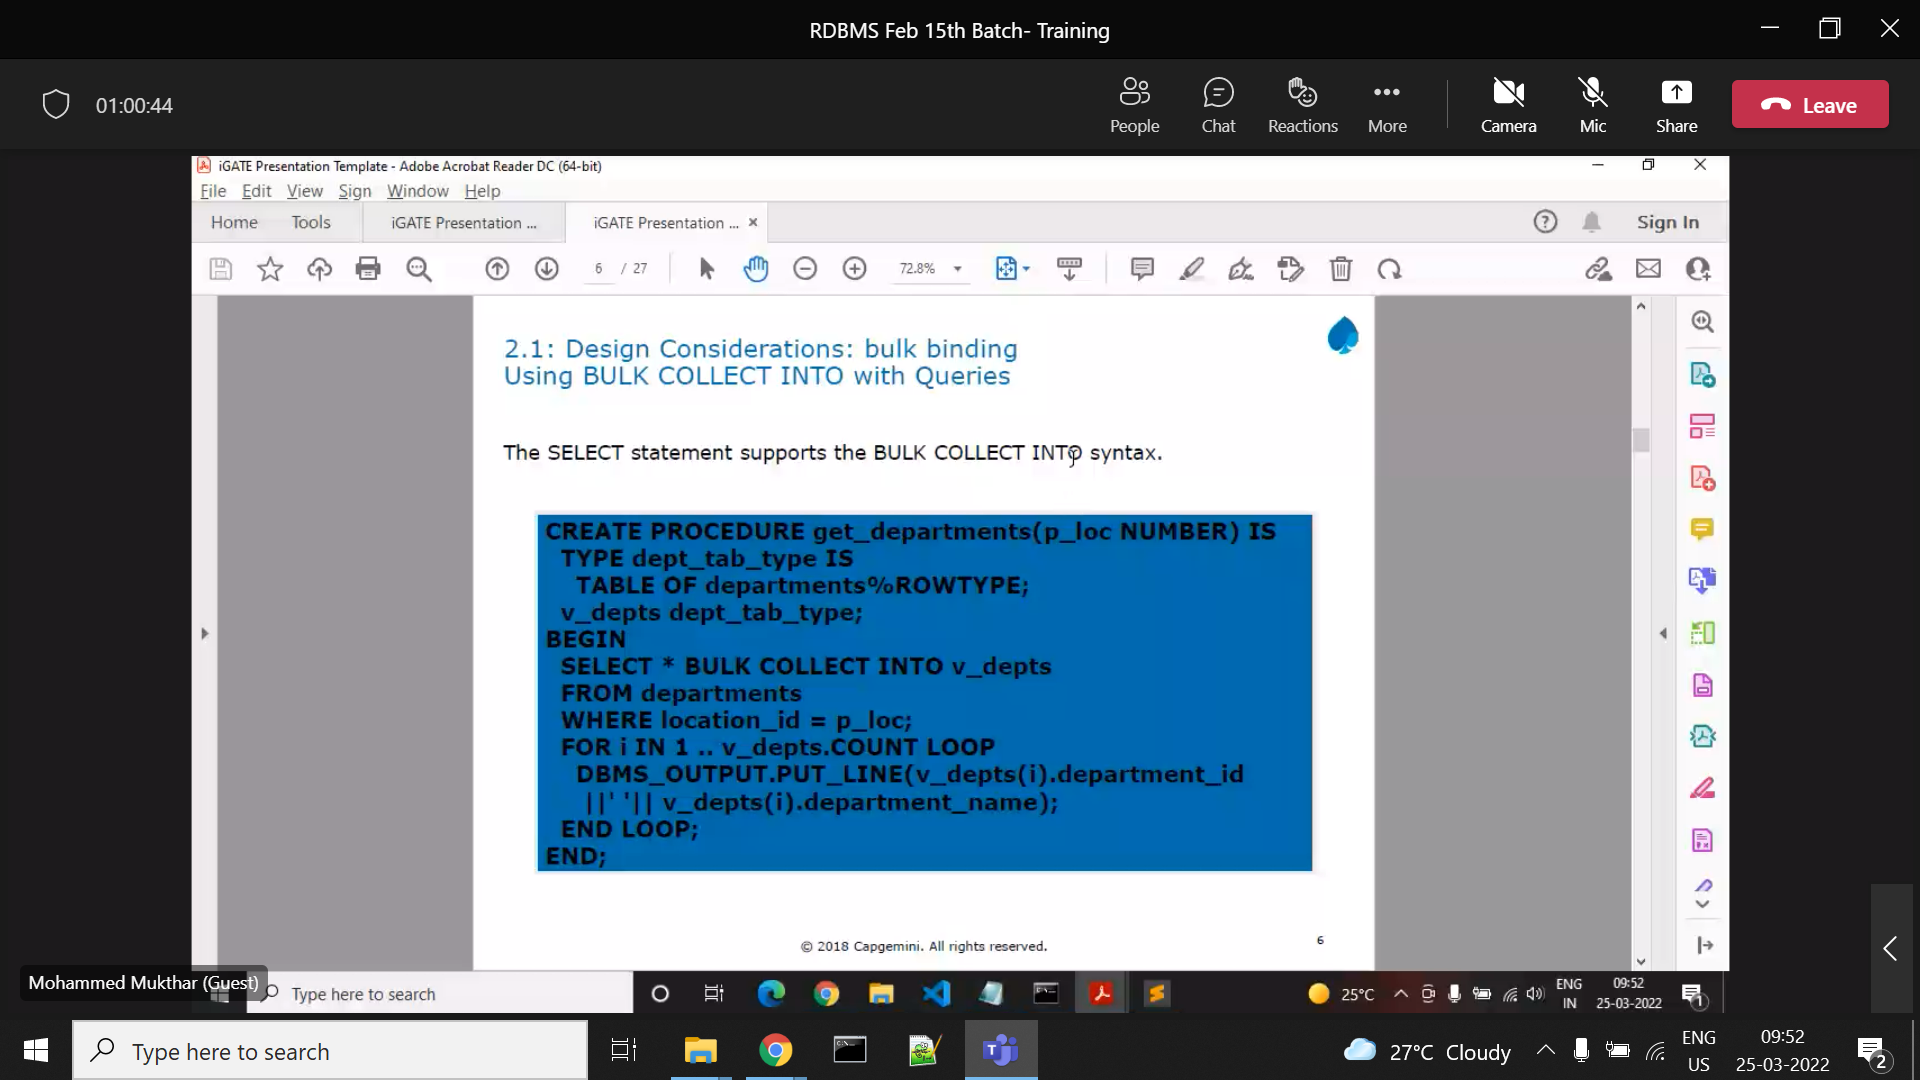 RDBMS Feb 15th Batch- Training
01:00:44
People
Chat
Reactions
More
Camera
Mic
Share
Leave
iGATE Presentation Template - Adobe Acrobat Reader DC (64-bit)
File Edit View Sign Window Help
Home Tools iGATE Presentation ... iGATE Presentation ... Sign In
6 / 27 72.8%
2.1: Design Considerations: bulk binding
Using BULK COLLECT INTO with Queries
The SELECT statement supports the BULK COLLECT INTO syntax.
CREATE PROCEDURE get_departments(p_loc NUMBER) IS
TYPE dept_tab_type IS
TABLE OF departments%ROWTYPE;
v_depts dept_tab_type;
BEGIN
SELECT * BULK COLLECT INTO v_depts
FROM departments
WHERE location_id = p_loc;
FOR i IN 1 .. v_depts.COUNT LOOP
DBMS_OUTPUT.PUT_LINE(v_depts(i).department_id
||' '|| v_depts(i).department_name);
END LOOP;
END;
© 2018 Capgemini. All rights reserved.
6
Mohammed Mukthar (Guest)
Type here to search
25°C
ENG
IN
09:52
25-03-2022
1
Type here to search
27°C Cloudy
ENG
US
09:52
25-03-2022
2